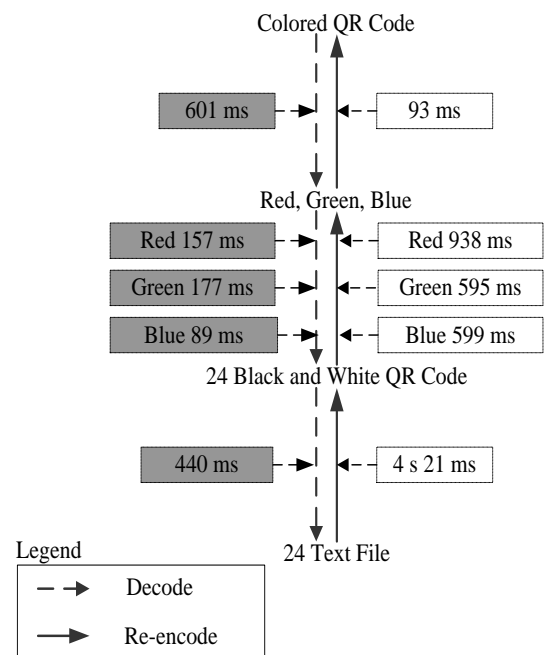 Colored QR Code
601 ms
93 ms
Red, Green, Blue
Red 157 ms
Red 938 ms
Green 177 ms
Green 595 ms
Blue 89 ms
Blue 599 ms
24 Black and White QR Code
440 ms
4 s 21 ms
24 Text File
Legend
Decode
Re-encode